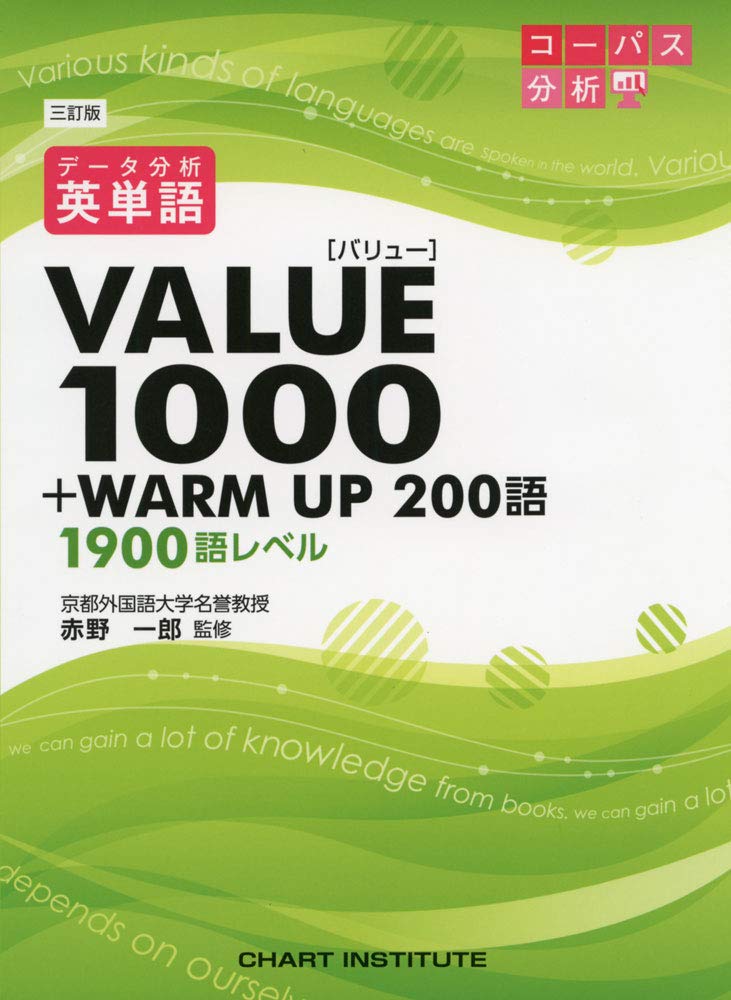 Various kinds of languages are spoken in the world. Variou
コーパス
分析
三訂版
データ分析
英単語
[バリュー]
VALUE
1000
+WARM UP 200語
1900語レベル
京都外国語大学名誉教授
赤野 一郎 監修
we can gain a lot of knowledge from books. we can gain a lot
depends on ourselve
CHART INSTITUTE